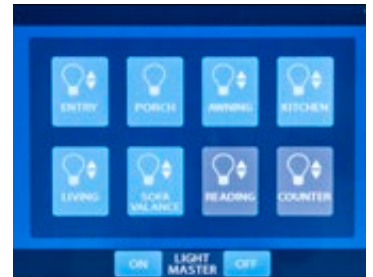 ENTRY
PORCH
AWNING
KITCHEN
LIVING
SOFA
VALANCE
READING
COUNTER
ON
LIGHT
MASTER
OFF